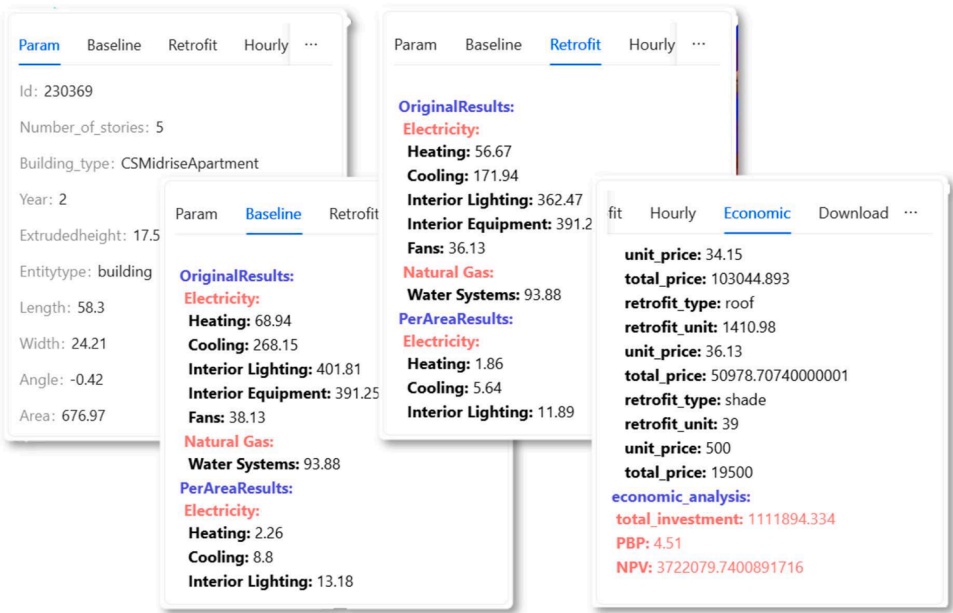 Param Baseline Retrofit Hourly ...
Id: 230369
Number_of_stories: 5
Building_type: CSMidriseApartment
Year: 2
Extrudedheight: 17.5
Entitytype: building
Length: 58.3
Width: 24.21
Angle: -0.42
Area: 676.97
Param Baseline Retrofit
OriginalResults:
Electricity:
Heating: 68.94
Cooling: 268.15
Interior Lighting: 401.81
Interior Equipment: 391.25
Fans: 38.13
Natural Gas:
Water Systems: 93.88
PerAreaResults:
Electricity:
Heating: 2.26
Cooling: 8.8
Interior Lighting: 13.18
Param Baseline Retrofit Hourly ...
OriginalResults:
Electricity:
Heating: 56.67
Cooling: 171.94
Interior Lighting: 362.47
Interior Equipment: 391.2
Fans: 36.13
Natural Gas:
Water Systems: 93.88
PerAreaResults:
Electricity:
Heating: 1.86
Cooling: 5.64
Interior Lighting: 11.89
fit Hourly Economic Download ...
unit_price: 34.15
total_price: 103044.893
retrofit_type: roof
retrofit_unit: 1410.98
unit_price: 36.13
total_price: 50978.70740000001
retrofit_type: shade
retrofit_unit: 39
unit_price: 500
total_price: 19500
economic_analysis:
total_investment: 1111894.334
PBP: 4.51
NPV: 3722079.7400891716